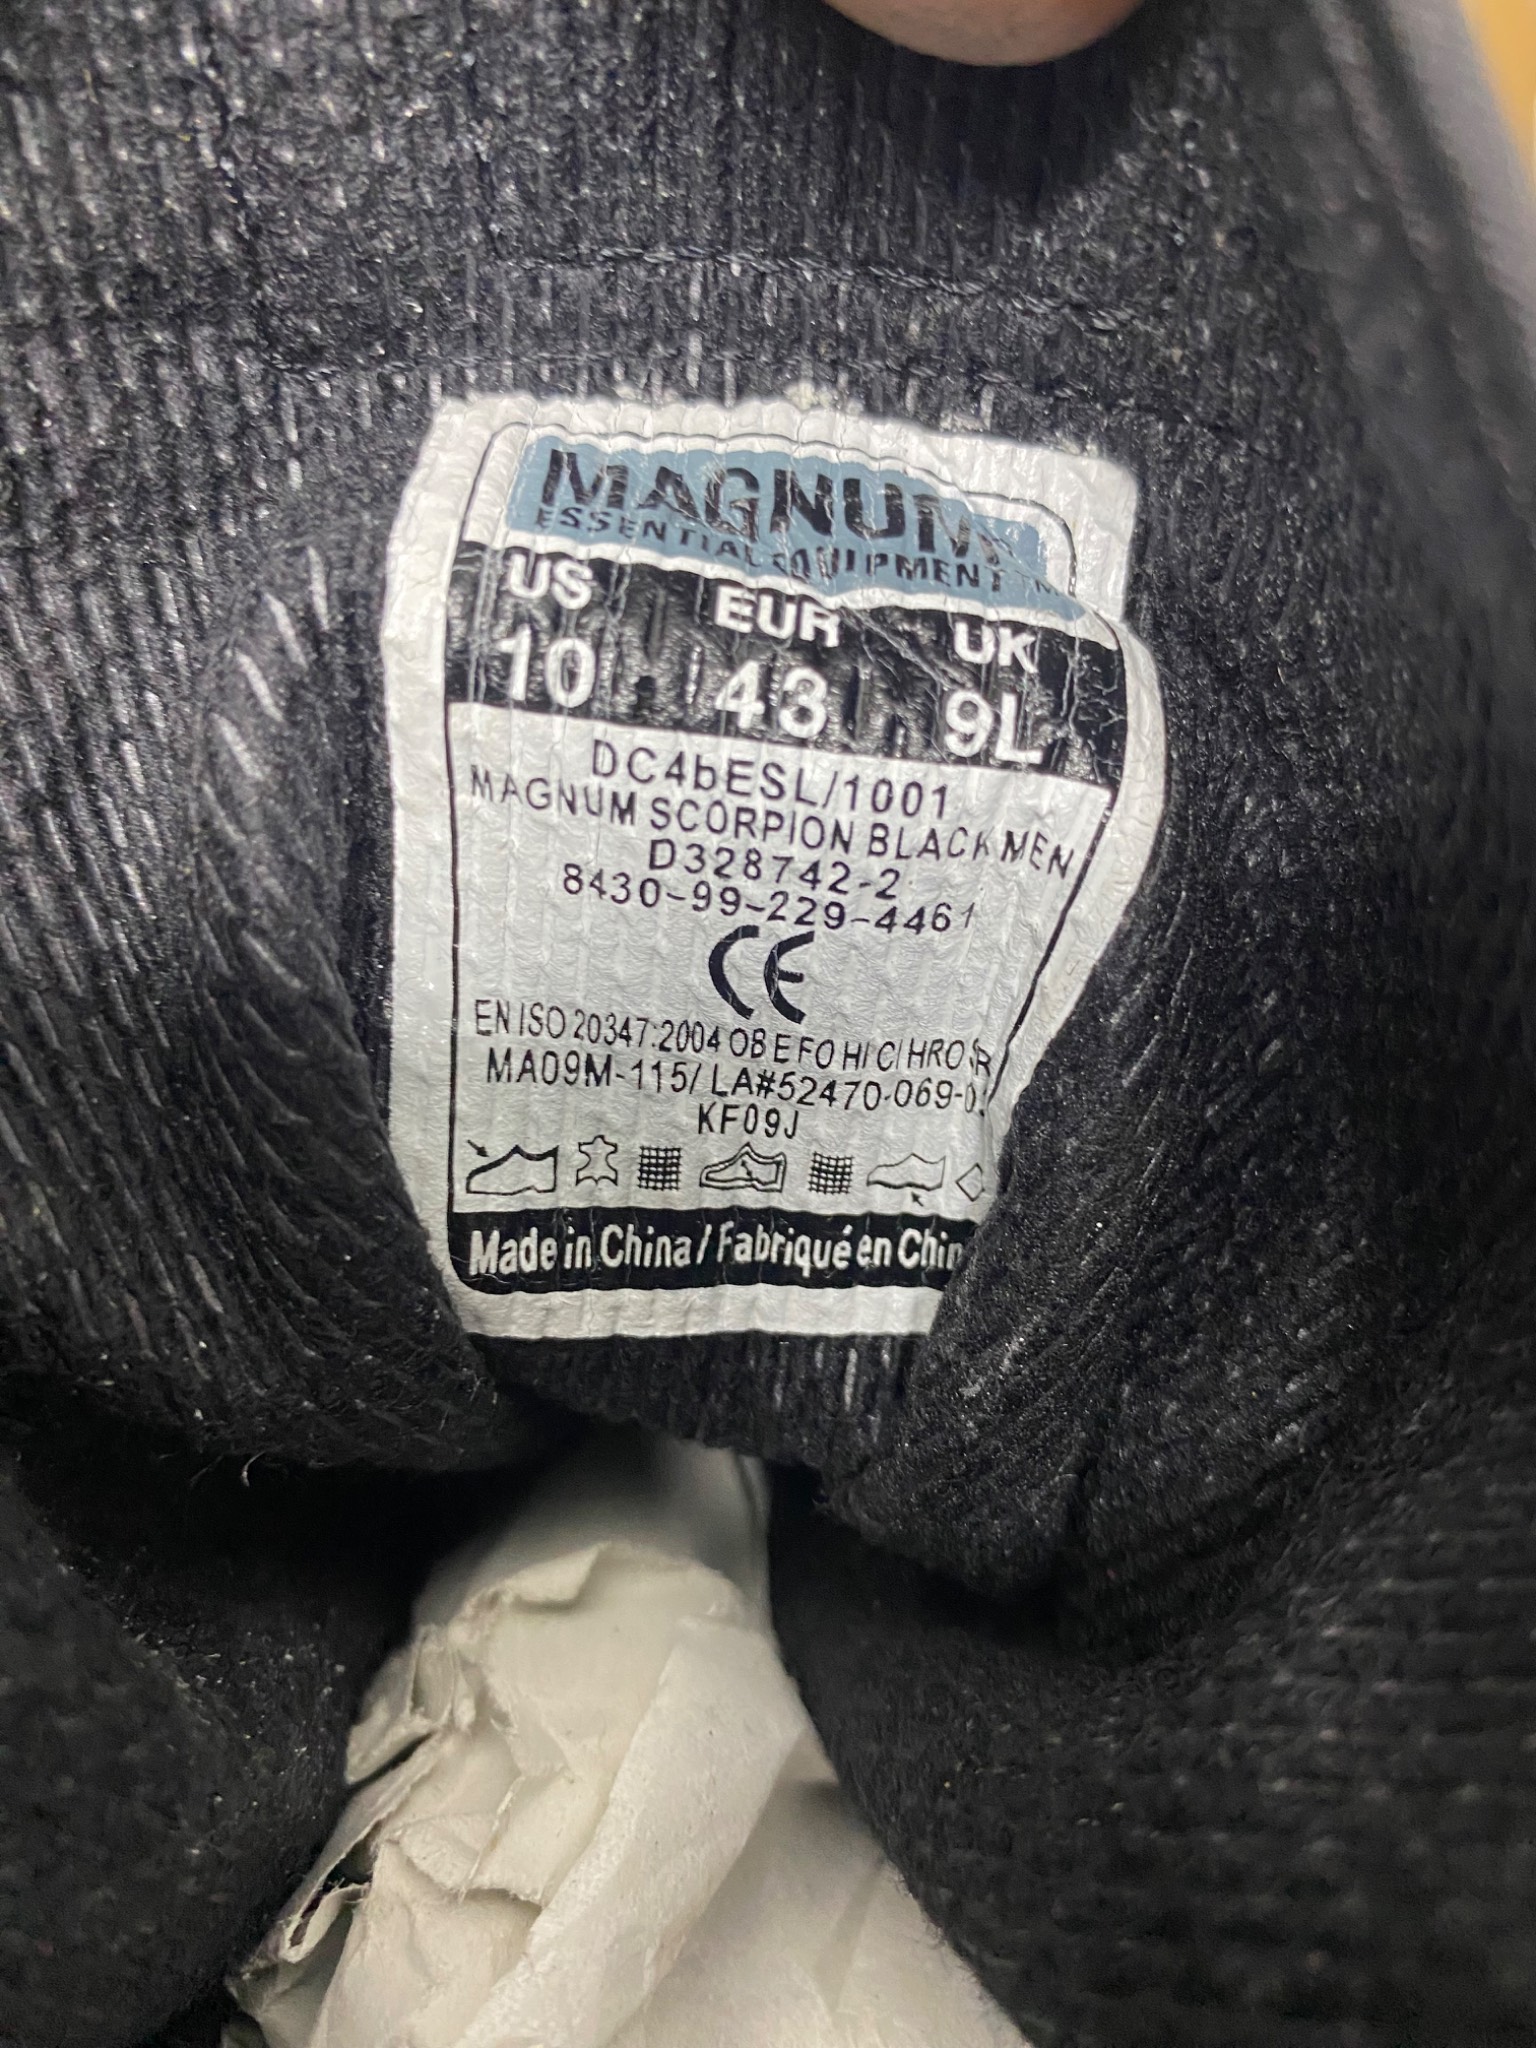 MAGNUM
ESSENTIAL EQUIPMENT™
US EUR UK
10 43 9L
DC4bESL/1001
MAGNUM SCORPION BLACK MEN
D328742-2
8430-99-229-4461
CE
EN ISO 20347:2004 OB E FO HI CI HRO SR
MA09M-115/ LA#52470-069-0
KF09J
Made in China / Fabriqué en Chin